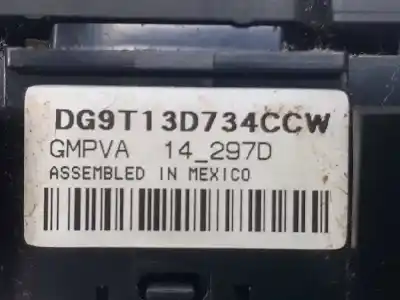 DG9T13D734CCW
GMPVA 14_297D
ASSEMBLED IN MEXICO